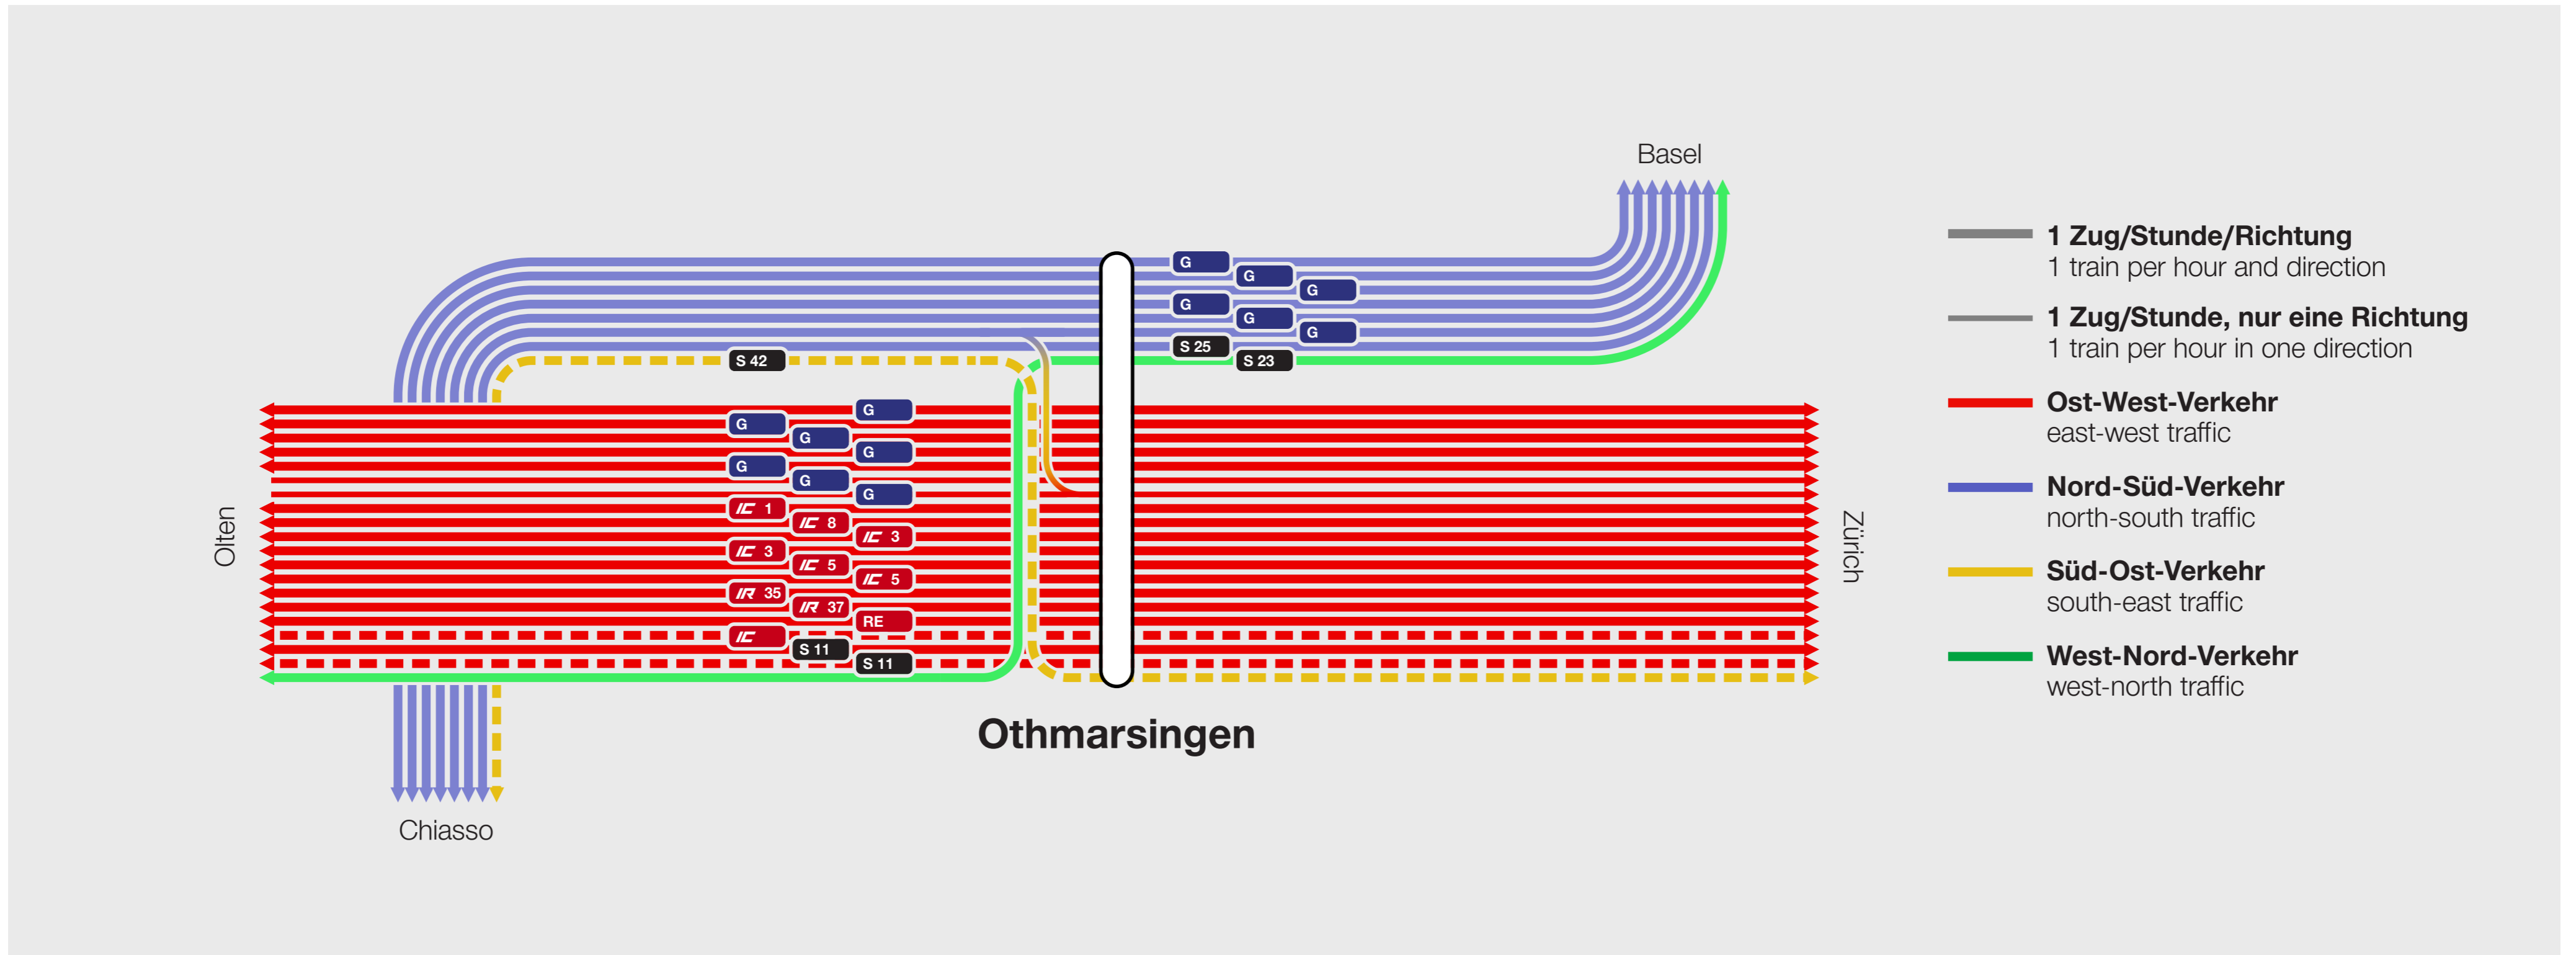 Basel
G
G
G
G
G
G
S 25
S 23
S 42
G
G
G
G
G
G
G
IC 1
IC 8
IC 3
IC 3
IC 5
IC 5
IR 35
IR 37
RE
IC
S 11
S 11
Olten
Zürich
Othmarsingen
Chiasso
1 Zug/Stunde/Richtung
1 train per hour and direction
1 Zug/Stunde, nur eine Richtung
1 train per hour in one direction
Ost-West-Verkehr
east-west traffic
Nord-Süd-Verkehr
north-south traffic
Süd-Ost-Verkehr
south-east traffic
West-Nord-Verkehr
west-north traffic